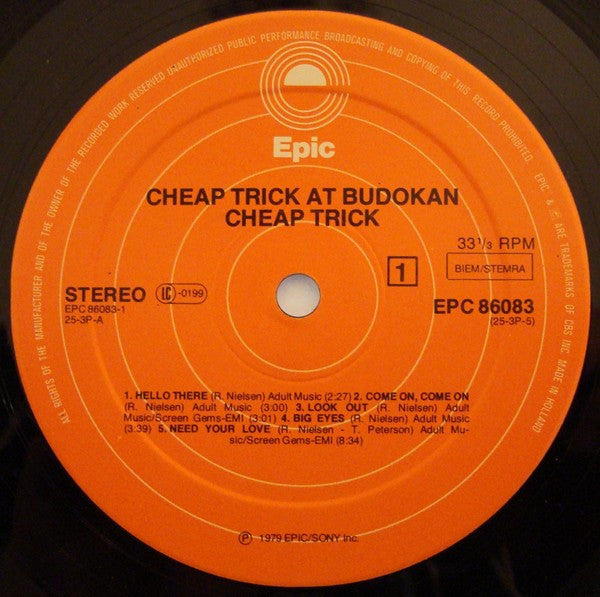 ALL RIGHTS OF THE MANUFACTURER AND OF THE OWNER OF THE RECORDED WORK RESERVED UNAUTHORIZED PUBLIC PERFORMANCE BROADCASTING AND COPYING OF THIS RECORD PROHIBITED. EPIC & ℗ ARE TRADEMARKS OF CBS INC. MADE IN HOLLAND
Epic
CHEAP TRICK AT BUDOKAN
CHEAP TRICK
33 1/3 RPM
1
BIEM/STEMRA
STEREO LC-0199
EPC 86083
EPC 86083-1
(25-3P-5)
25-3P-A
1. HELLO THERE (R. Nielsen) Adult Music (2:27) 2. COME ON, COME ON
(R. Nielsen) Adult Music (3:00) 3. LOOK OUT (R. Nielsen) Adult
Music/Screen Gems-EMI (3:01) 4. BIG EYES (R. Nielsen) Adult Music
(3:39) 5. NEED YOUR LOVE (R. Nielsen - T. Peterson) Adult Mu-
sic/Screen Gems-EMI (8:34)
℗ 1979 EPIC/SONY Inc.